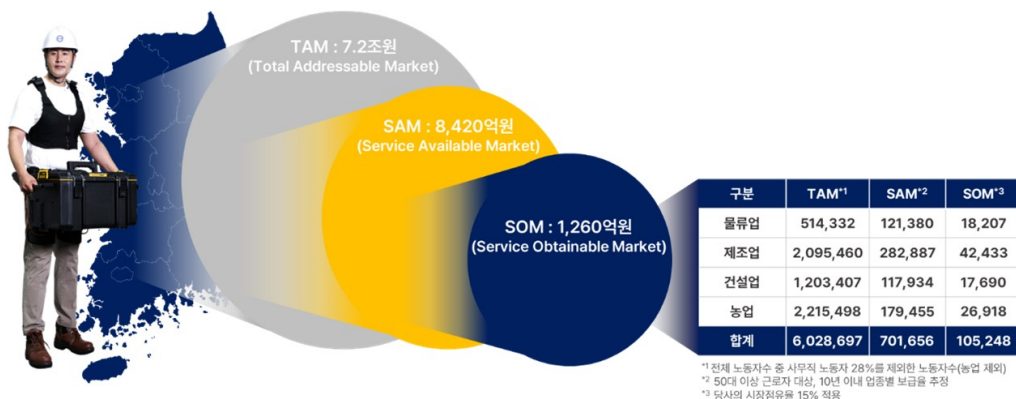 TAM : 7.2조원
(Total Addressable Market)
SAM : 8,420억원
(Service Available Market)
SOM : 1,260억원
(Service Obtainable Market)
구분 TAM*1 SAM*2 SOM*3
물류업 514,332 121,380 18,207
제조업 2,095,460 282,887 42,433
건설업 1,203,407 117,934 17,690
농업 2,215,498 179,455 26,918
합계 6,028,697 701,656 105,248
*1 전체 노동자수 중 사무직 노동자 28%를 제외한 노동자수(농업 제외)
*2 50대 이상 근로자 대상, 10년 이내 업종별 보급율 추정
*3 당사의 시장점유율 15% 적용